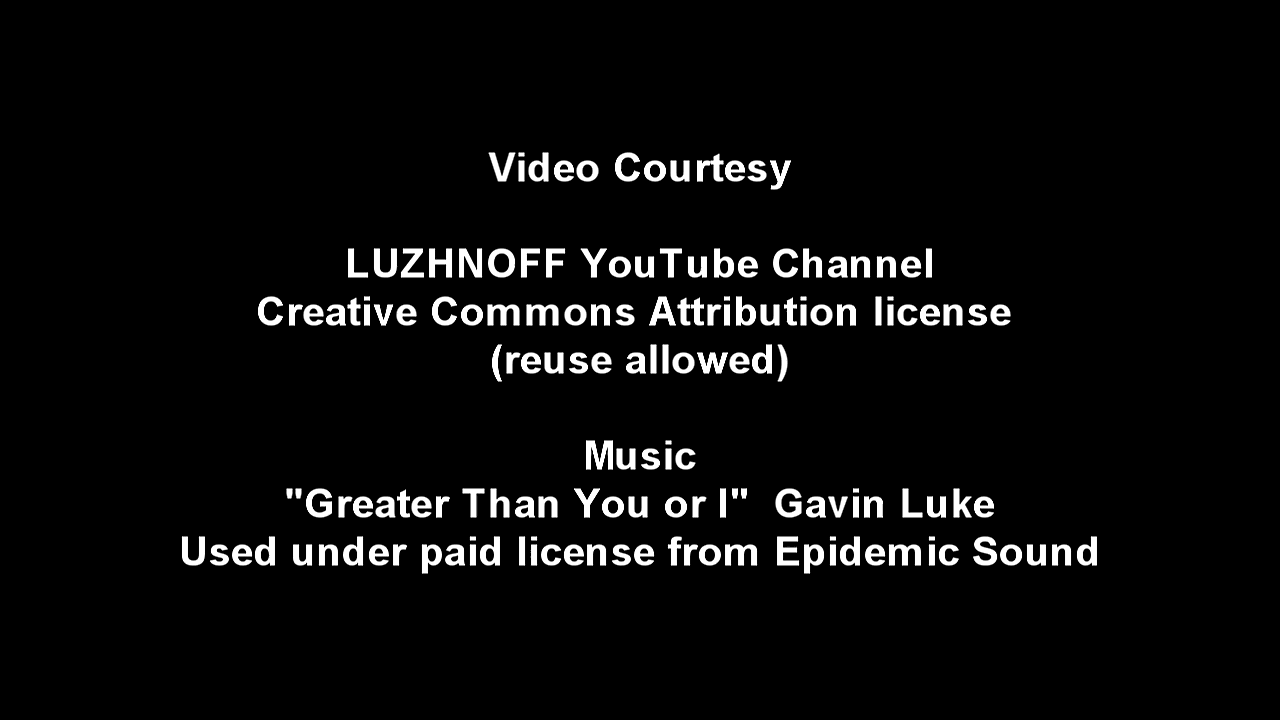 Video Courtesy
LUZHNOFF YouTube Channel
Creative Commons Attribution license
(reuse allowed)
Music
"Greater Than You or I"  Gavin Luke
Used under paid license from Epidemic Sound